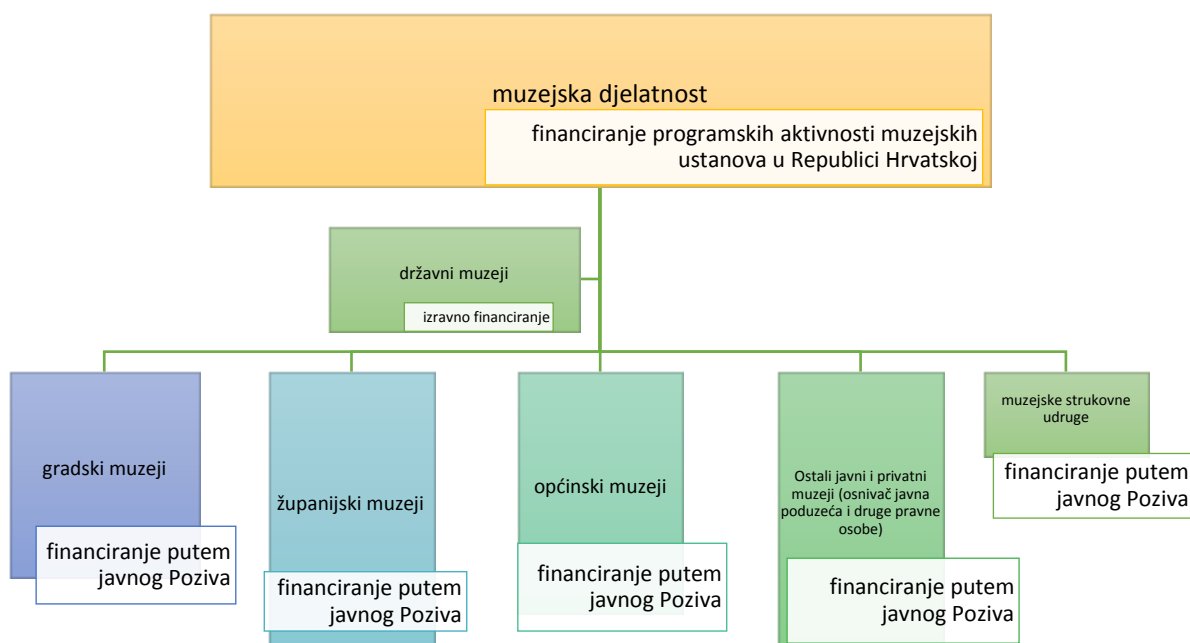 muzejska djelatnost
financiranje programskih aktivnosti muzejskih
ustanova u Republici Hrvatskoj
državni muzeji
izravno financiranje
gradski muzeji
financiranje putem
javnog Poziva
županijski muzeji
financiranje putem
javnog Poziva
općinski muzeji
financiranje putem
javnog Poziva
Ostali javni i privatni
muzeji (osnivač javna
poduzeća i druge pravne
osobe)
financiranje putem
javnog Poziva
muzejske strukovne
udruge
financiranje putem
javnog Poziva